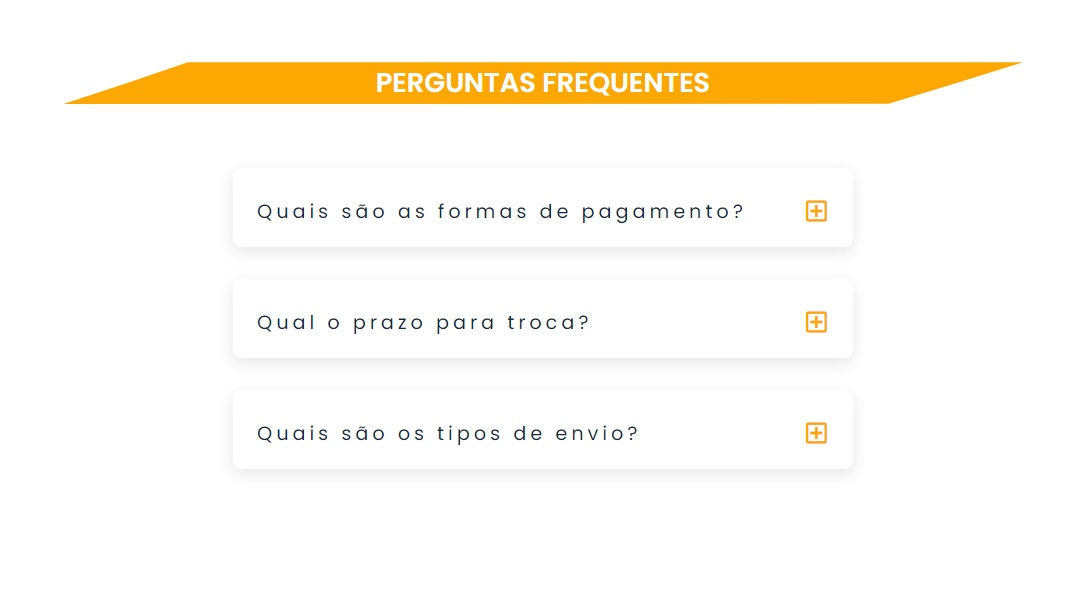 PERGUNTAS FREQUENTES
Quais são as formas de pagamento?
Qual o prazo para troca?
Quais são os tipos de envio?